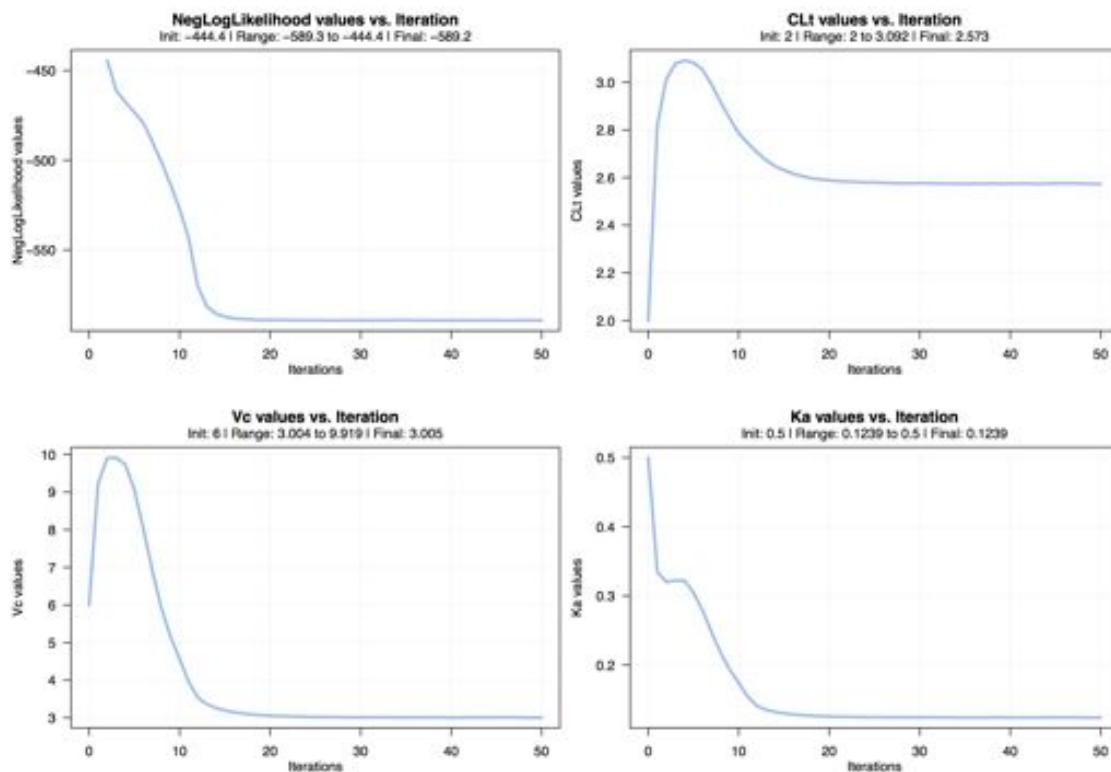 NegLogLikelihood values vs. Iteration
Init: −444.4 | Range: −589.3 to −444.4 | Final: −589.2
NegLogLikelihood values
−450
−500
−550
0 10 20 30 40 50
Iterations
CLt values vs. Iteration
Init: 2 | Range: 2 to 3.092 | Final: 2.573
CLt values
3.0
2.8
2.6
2.4
2.2
2.0
0 10 20 30 40 50
Iterations
Vc values vs. Iteration
Init: 6 | Range: 3.004 to 9.919 | Final: 3.005
Vc values
10
9
8
7
6
5
4
3
0 10 20 30 40 50
Iterations
Ka values vs. Iteration
Init: 0.5 | Range: 0.1239 to 0.5 | Final: 0.1239
Ka values
0.5
0.4
0.3
0.2
0 10 20 30 40 50
Iterations